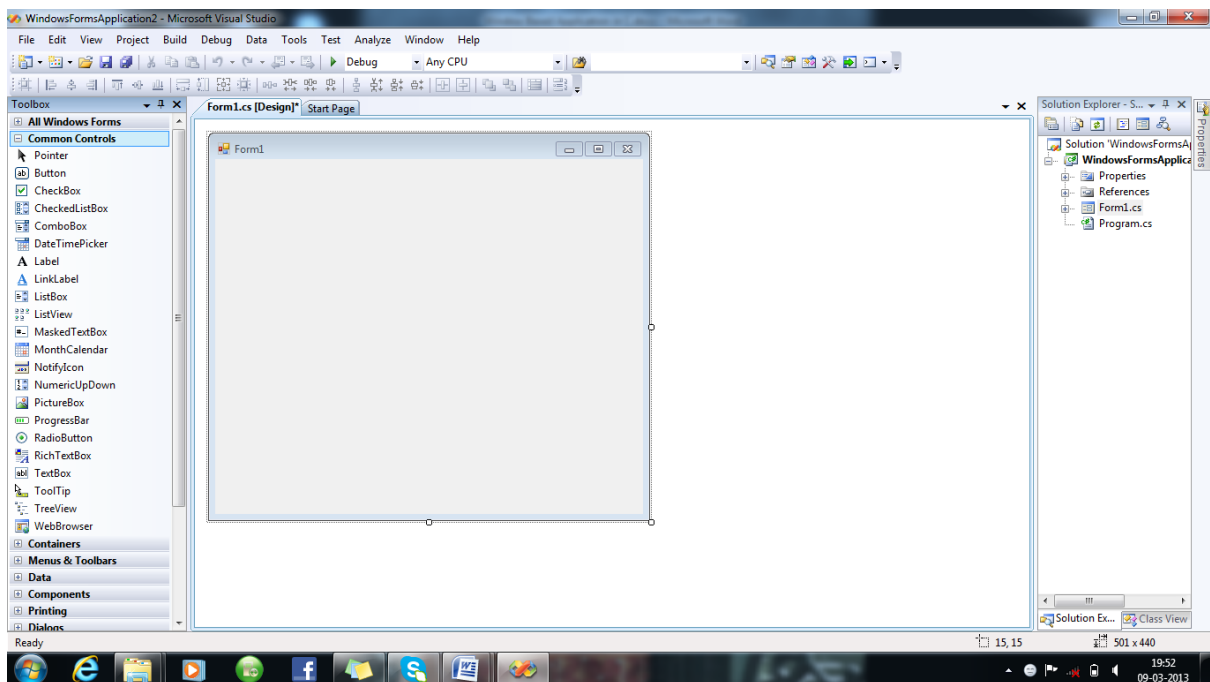 WindowsFormsApplication2 - Microsoft Visual Studio
File Edit View Project Build Debug Data Tools Test Analyze Window Help
Debug Any CPU
Toolbox
Form1.cs [Design]* Start Page
Solution Explorer - S...
All Windows Forms
Common Controls
Pointer
Button
CheckBox
CheckedListBox
ComboBox
DateTimePicker
Label
LinkLabel
ListBox
ListView
MaskedTextBox
MonthCalendar
NotifyIcon
NumericUpDown
PictureBox
ProgressBar
RadioButton
RichTextBox
TextBox
ToolTip
TreeView
WebBrowser
Containers
Menus & Toolbars
Data
Components
Printing
Dialogs
Form1
Solution 'WindowsFormsA
WindowsFormsApplica
Properties
References
Form1.cs
Program.cs
Properties
Solution Ex... Class View
Ready 15, 15 501 x 440
19:52
09-03-2013